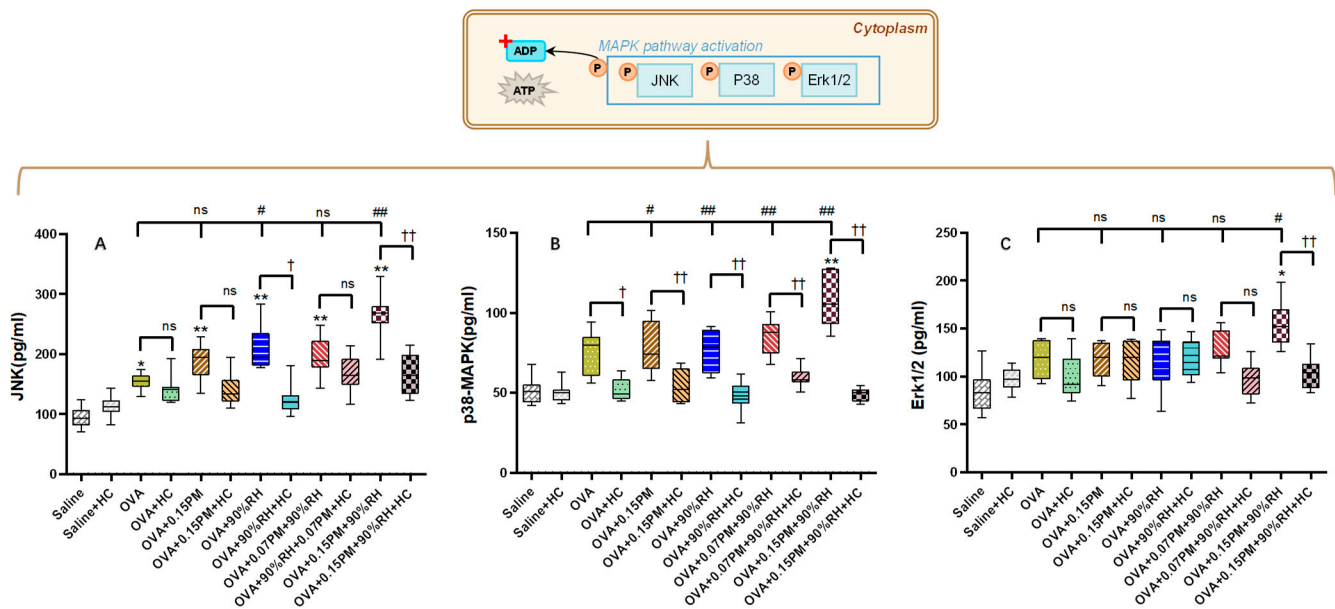 Cytoplasm
MAPK pathway activation
ADP
ATP
P
P
JNK
P
P38
P
Erk1/2
A
JNK(pg/ml)
400
300
200
100
0
ns
#
ns
##
ns
*
**
ns
**
†
**
ns
**
††
Saline
Saline+HC
OVA
OVA+HC
OVA+0.15PM
OVA+0.15PM+HC
OVA+90%RH
OVA+90%RH+HC
OVA+0.07PM+90%RH
OVA+90%RH+0.07PM+HC
OVA+0.15PM+90%RH
OVA+0.15PM+90%RH+HC
B
p38-MAPK(pg/ml)
150
100
50
0
#
##
##
##
†
††
††
††
**
††
Saline
Saline+HC
OVA
OVA+HC
OVA+0.15PM
OVA+0.15PM+HC
OVA+90%RH
OVA+90%RH+HC
OVA+0.07PM+90%RH
OVA+0.07PM+90%RH+HC
OVA+0.15PM+90%RH
OVA+0.15PM+90%RH+HC
C
Erk1/2 (pg/ml)
250
200
150
100
50
0
ns
ns
ns
#
ns
ns
ns
ns
*
††
Saline
Saline+HC
OVA
OVA+HC
OVA+0.15PM
OVA+0.15PM+HC
OVA+90%RH
OVA+90%RH+HC
OVA+0.07PM+90%RH
OVA+0.07PM+90%RH+HC
OVA+0.15PM+90%RH
OVA+0.15PM+90%RH+HC